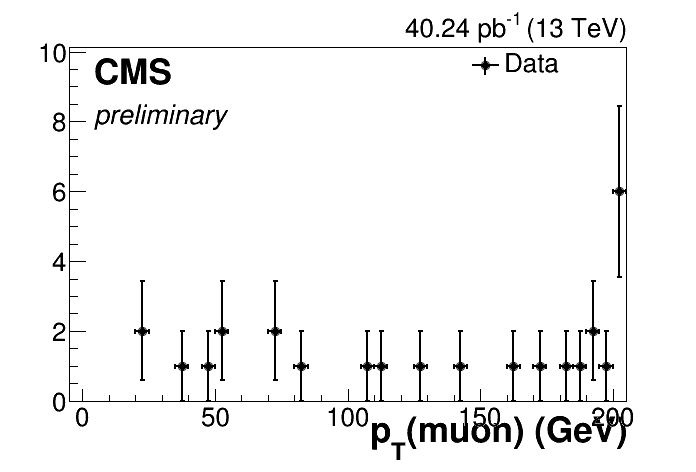 40.24 pb-1 (13 TeV)
10
CMS
Data
preliminary
8
6
4
2
0
0 50 100 150 200
pT(muon) (GeV)